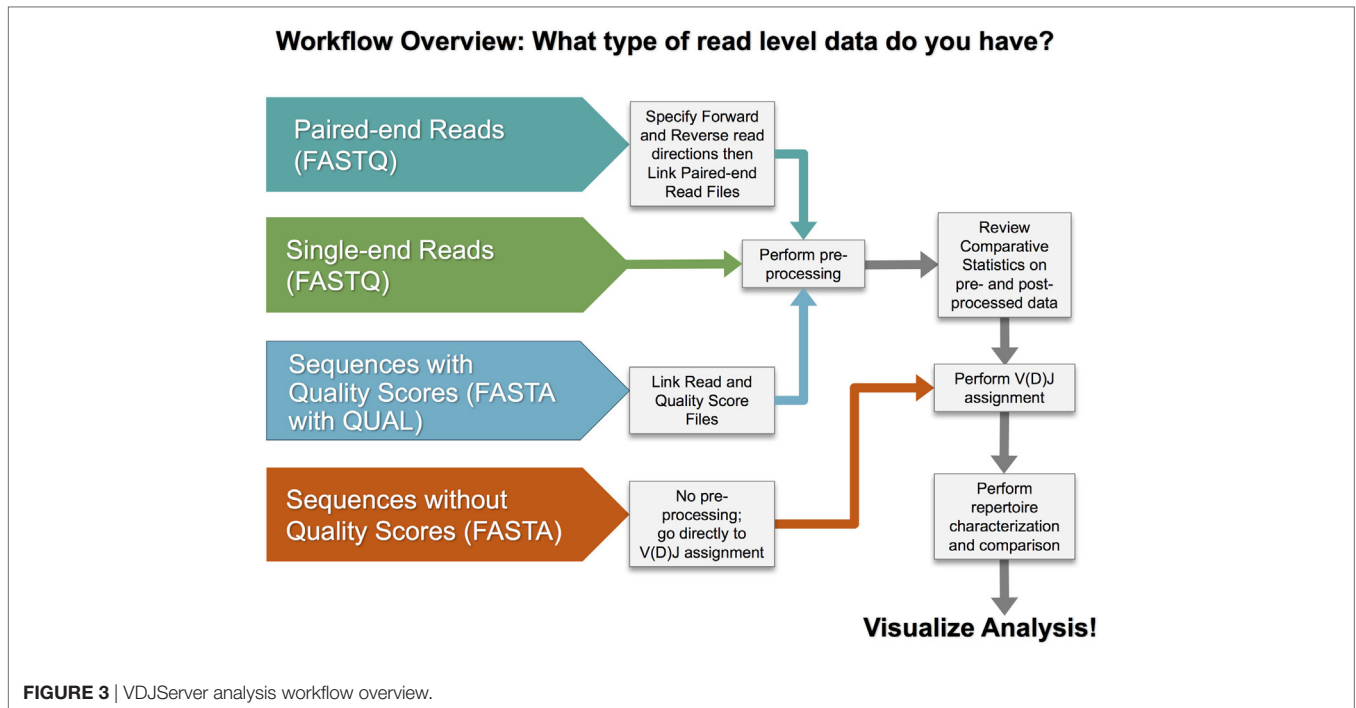 Workflow Overview: What type of read level data do you have?
Paired-end Reads
(FASTQ)
Specify Forward
and Reverse read
directions then
Link Paired-end
Read Files
Single-end Reads
(FASTQ)
Perform pre-
processing
Review
Comparative
Statistics on
pre- and post-
processed data
Sequences with
Quality Scores (FASTA
with QUAL)
Link Read and
Quality Score
Files
Perform V(D)J
assignment
Sequences without
Quality Scores (FASTA)
No pre-
processing;
go directly to
V(D)J assignment
Perform
repertoire
characterization
and comparison
Visualize Analysis!
FIGURE 3 | VDJServer analysis workflow overview.